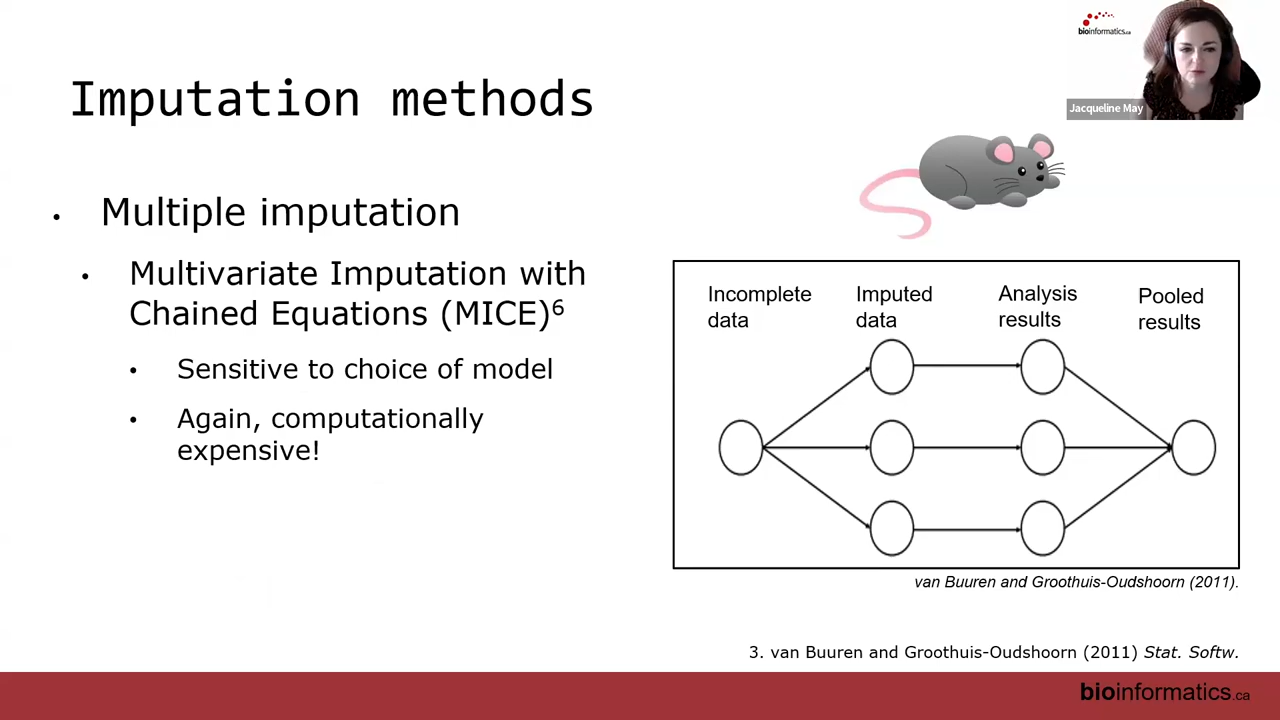 bioinformatics.ca
Jacqueline May
Imputation methods
• Multiple imputation
• Multivariate Imputation with
Chained Equations (MICE)⁶
• Sensitive to choice of model
• Again, computationally
expensive!
Incomplete
data
Imputed
data
Analysis
results
Pooled
results
van Buuren and Groothuis-Oudshoorn (2011).
3. van Buuren and Groothuis-Oudshoorn (2011) Stat. Softw.
bioinformatics.ca